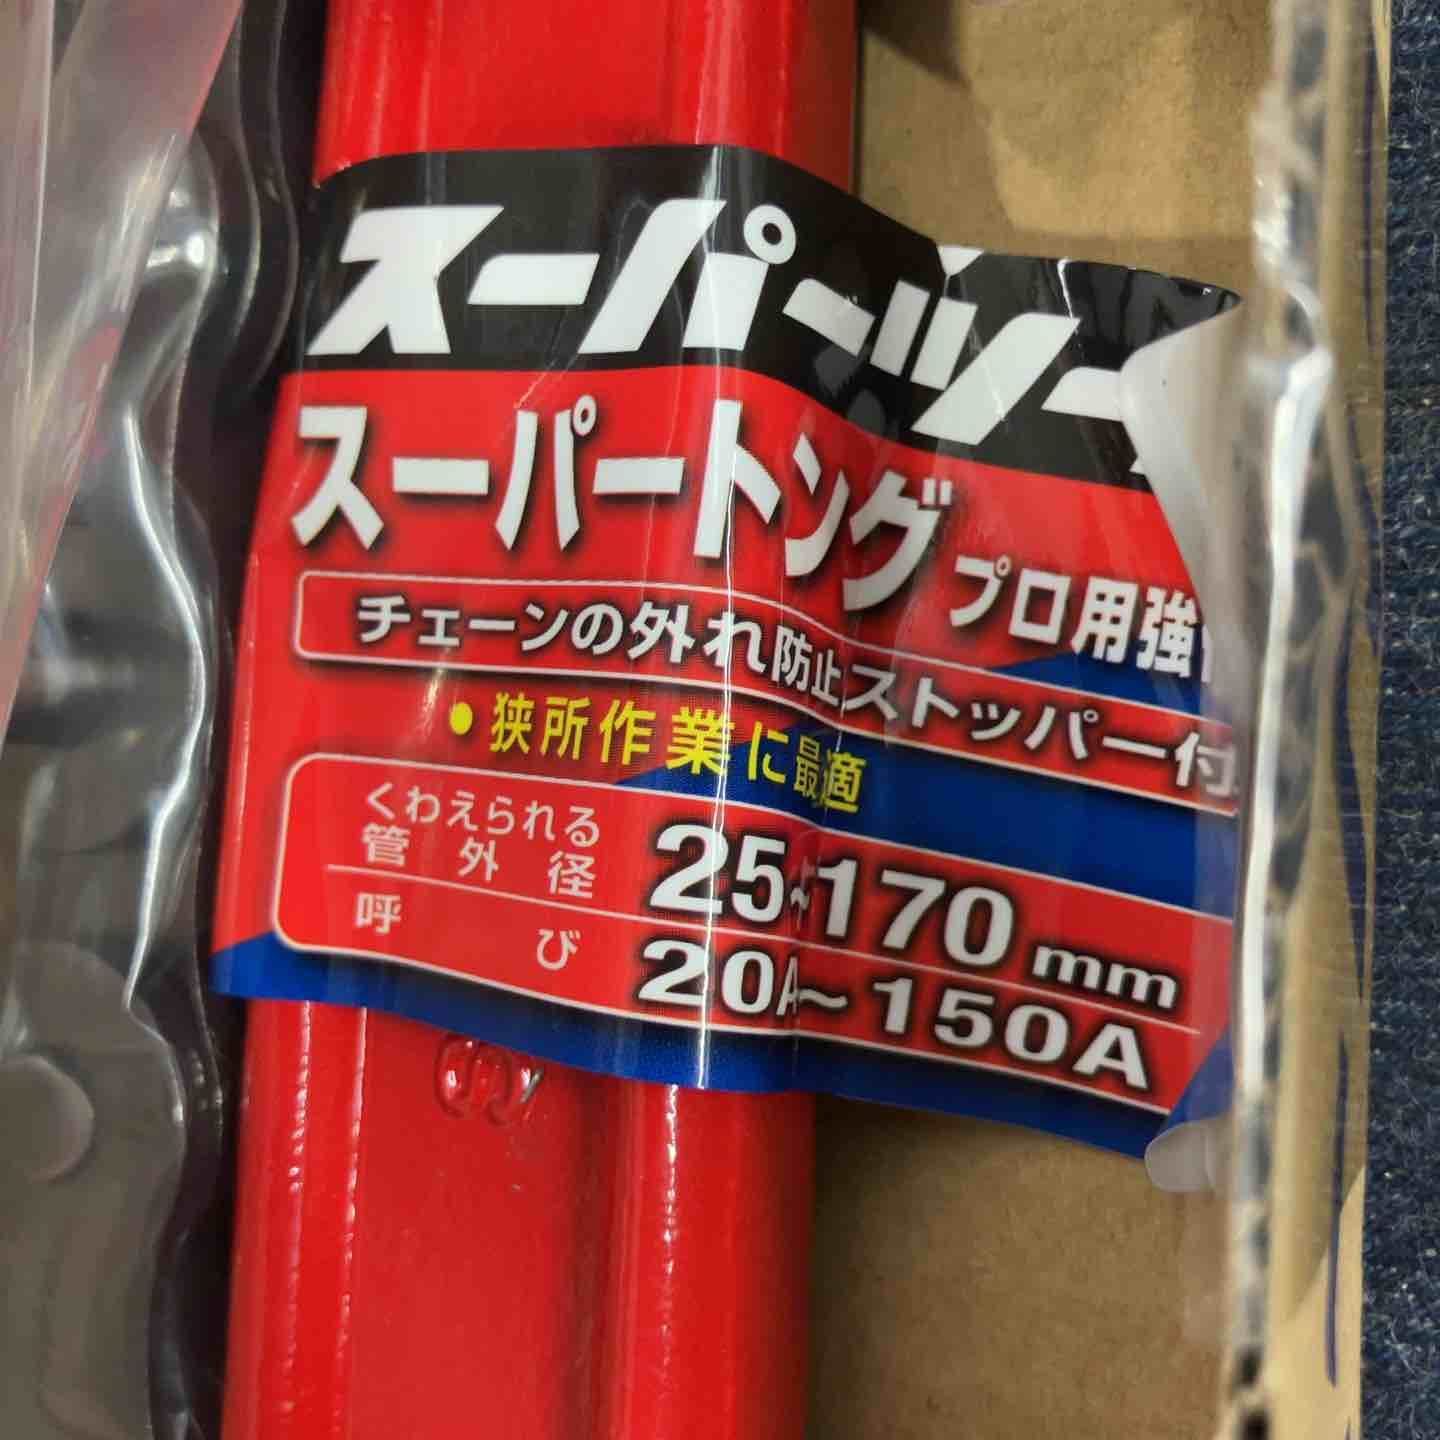 スーパーツー
スーパートング プロ用強
チェーンの外れ防止ストッパー付
●狭所作業に最適
くわえられる
管外径 25~170mm
呼び 20A~150A